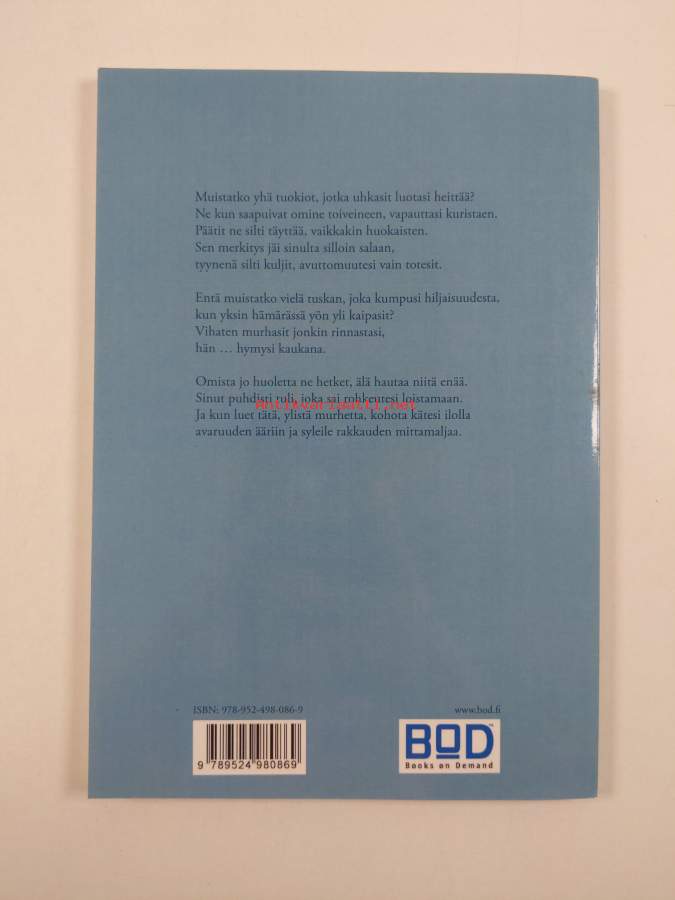 Muistatko yhä tuokiot, jotka uhkasit luotasi heittää?
Ne kun saapuivat omine toiveineen, vapauttasi kuristaen.
Päätit ne silti täyttää, vaikkakin huokaisten.
Sen merkitys jäi sinulta silloin salaan,
tyynenä silti kuljit, avuttomuutesi vain totesit.
Entä muistatko vielä tuskan, joka kumpusi hiljaisuudesta,
kun yksin hämärässä yön yli kaipasit?
Vihaten murhasit jonkin rinnastasi,
hän … hymysi kaukana.
Omista jo huoletta ne hetket, älä hautaa niitä enää.
Sinut puhdisti tuli, joka sai rohkeutesi loistamaan.
Antikvariaatti.net
Ja kun luet tätä, ylistä murhetta, kohota kätesi ilolla
avaruuden ääriin ja syleile rakkauden mittamaljaa.
ISBN: 978-952-498-086-9
www.bod.fi
9 789524 980869
BOD™
Books on Demand